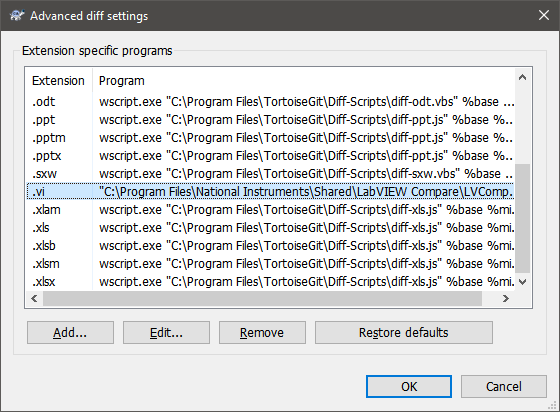 Advanced diff settings
Extension specific programs
Extension Program
.odt wscript.exe "C:\Program Files\TortoiseGit\Diff-Scripts\diff-odt.vbs" %base ...
.ppt wscript.exe "C:\Program Files\TortoiseGit\Diff-Scripts\diff-ppt.js" %base %...
.pptm wscript.exe "C:\Program Files\TortoiseGit\Diff-Scripts\diff-ppt.js" %base %...
.pptx wscript.exe "C:\Program Files\TortoiseGit\Diff-Scripts\diff-ppt.js" %base %...
.sxw wscript.exe "C:\Program Files\TortoiseGit\Diff-Scripts\diff-sxw.vbs" %base ...
.vi "C:\Program Files\National Instruments\Shared\LabVIEW Compare\LVComp...
.xlam wscript.exe "C:\Program Files\TortoiseGit\Diff-Scripts\diff-xls.js" %base %mi...
.xls wscript.exe "C:\Program Files\TortoiseGit\Diff-Scripts\diff-xls.js" %base %mi...
.xlsb wscript.exe "C:\Program Files\TortoiseGit\Diff-Scripts\diff-xls.js" %base %mi...
.xlsm wscript.exe "C:\Program Files\TortoiseGit\Diff-Scripts\diff-xls.js" %base %mi...
.xlsx wscript.exe "C:\Program Files\TortoiseGit\Diff-Scripts\diff-xls.js" %base %mi...
Add... Edit... Remove Restore defaults
OK Cancel